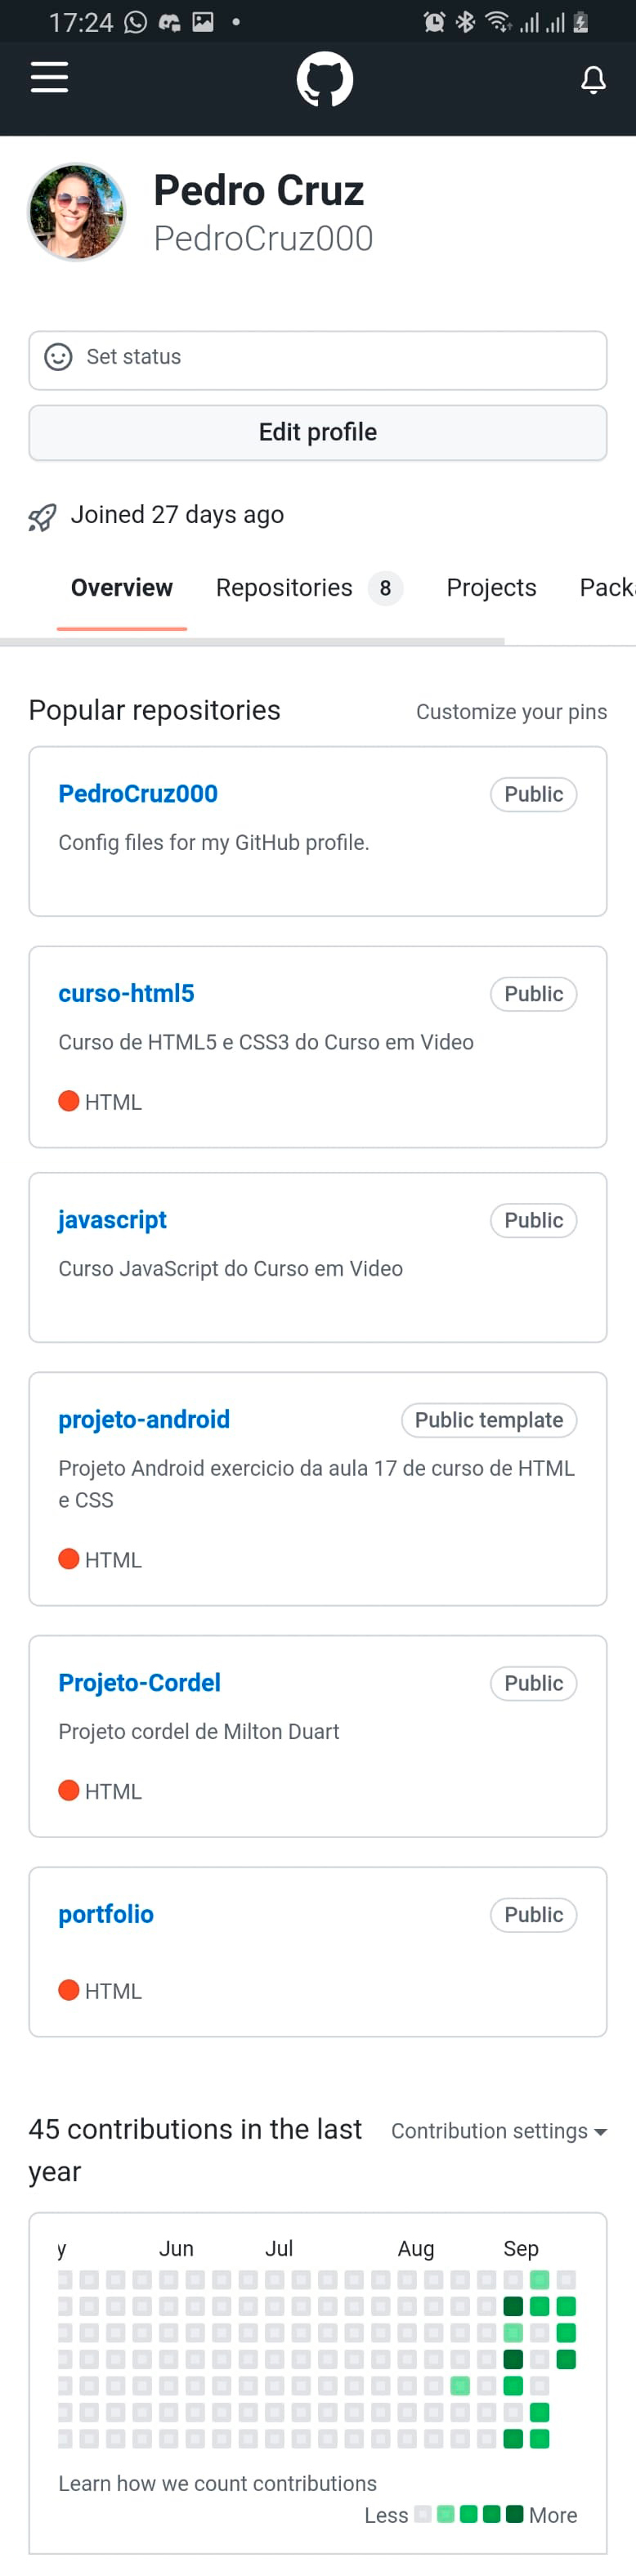 17:24
Pedro Cruz
PedroCruz000
Set status
Edit profile
Joined 27 days ago
Overview Repositories 8 Projects Pack
Popular repositories Customize your pins
PedroCruz000 Public
Config files for my GitHub profile.
curso-html5 Public
Curso de HTML5 e CSS3 do Curso em Video
HTML
javascript Public
Curso JavaScript do Curso em Video
projeto-android Public template
Projeto Android exercicio da aula 17 de curso de HTML
e CSS
HTML
Projeto-Cordel Public
Projeto cordel de Milton Duart
HTML
portfolio Public
HTML
45 contributions in the last Contribution settings
year
y Jun Jul Aug Sep
Learn how we count contributions
Less More